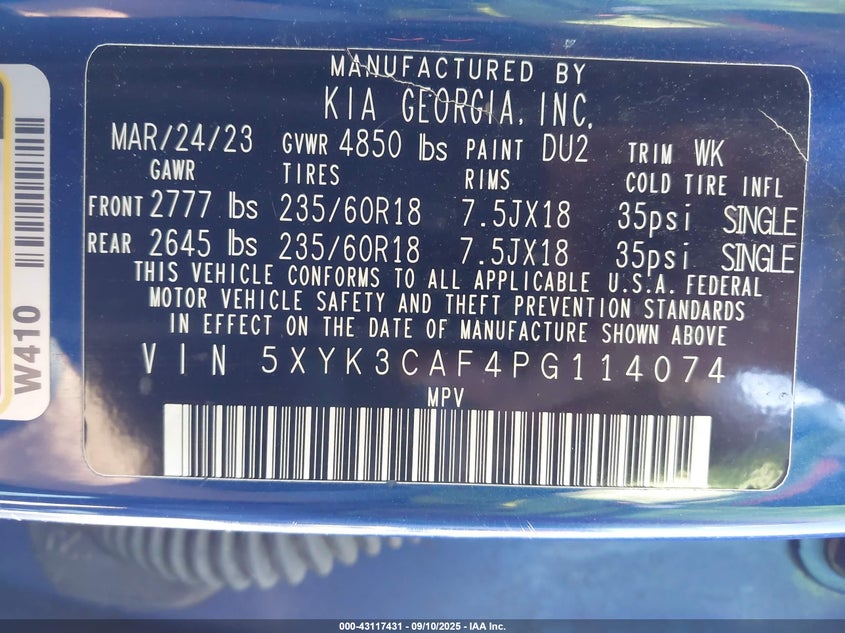 MANUFACTURED BY
KIA GEORGIA, INC.
MAR/24/23 GVWR 4850 lbs PAINT DU2 TRIM WK
GAWR TIRES RIMS COLD TIRE INFL
FRONT 2777 lbs 235/60R18 7.5JX18 35psi SINGLE
REAR 2645 lbs 235/60R18 7.5JX18 35psi SINGLE
THIS VEHICLE CONFORMS TO ALL APPLICABLE U.S.A. FEDERAL
MOTOR VEHICLE SAFETY AND THEFT PREVENTION STANDARDS
IN EFFECT ON THE DATE OF MANUFACTURE SHOWN ABOVE
VIN 5XYK3CAF4PG114074
MPV
W410
000-43117431 - 09/10/2025 - IAA Inc.